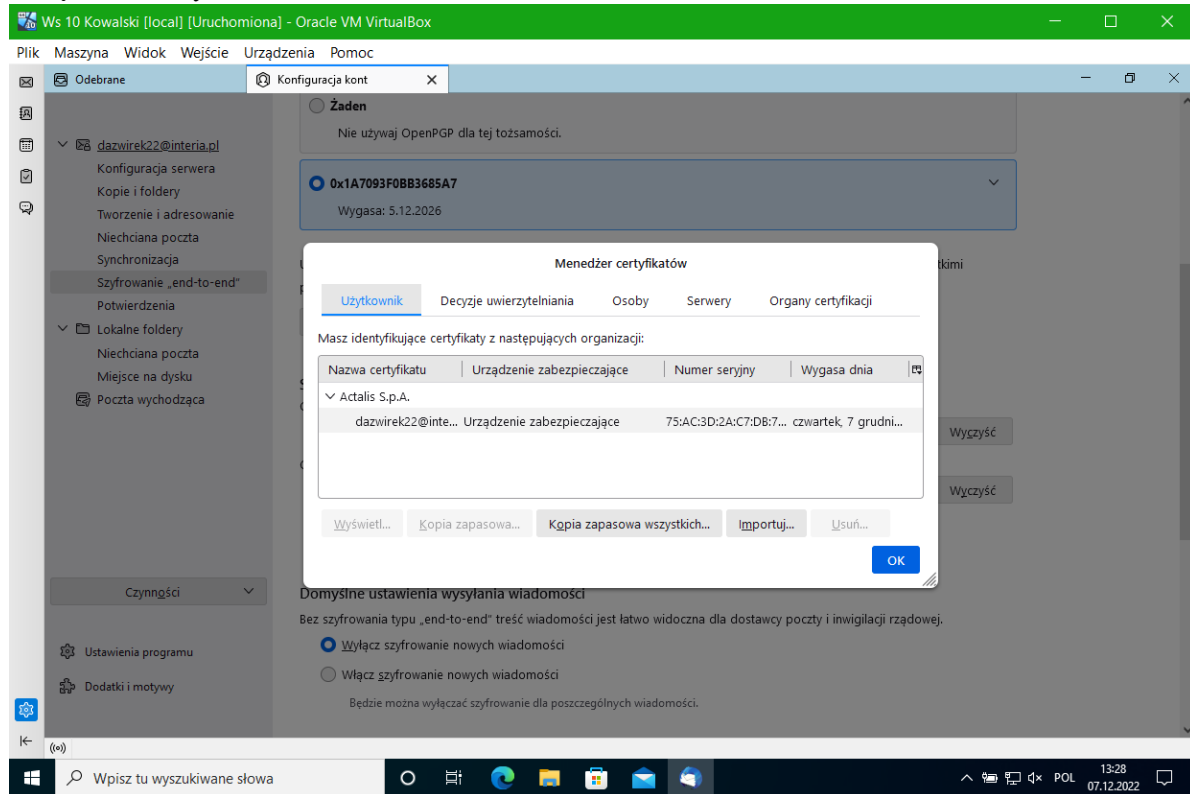 Ws 10 Kowalski [local] [Uruchomiona] - Oracle VM VirtualBox
Plik Maszyna Widok Wejście Urządzenia Pomoc
Odebrane
Konfiguracja kont
Żaden
Nie używaj OpenPGP dla tej tożsamości.
dazwirek22@interia.pl
Konfiguracja serwera
Kopie i foldery
Tworzenie i adresowanie
Niechciana poczta
Synchronizacja
Szyfrowanie „end-to-end”
Potwierdzenia
Lokalne foldery
Niechciana poczta
Miejsce na dysku
Poczta wychodząca
Czynności
Ustawienia programu
Dodatki i motywy
0x1A7093F0BB3685A7
Wygasa: 5.12.2026
tkimi
Menedżer certyfikatów
Użytkownik Decyzje uwierzytelniania Osoby Serwery Organy certyfikacji
Masz identyfikujące certyfikaty z następujących organizacji:
Nazwa certyfikatu Urządzenie zabezpieczające Numer seryjny Wygasa dnia
Actalis S.p.A.
dazwirek22@inte... Urządzenie zabezpieczające 75:AC:3D:2A:C7:DB:7... czwartek, 7 grudni...
Wyświetl... Kopia zapasowa... Kopia zapasowa wszystkich... Importuj... Usuń...
OK
Wyczyść
Wyczyść
Domyślne ustawienia wysyłania wiadomości
Bez szyfrowania typu „end-to-end” treść wiadomości jest łatwo widoczna dla dostawcy poczty i inwigilacji rządowej.
Wyłącz szyfrowanie nowych wiadomości
Włącz szyfrowanie nowych wiadomości
Będzie można wyłączać szyfrowanie dla poszczególnych wiadomości.
Wpisz tu wyszukiwane słowa
POL
13:28
07.12.2022